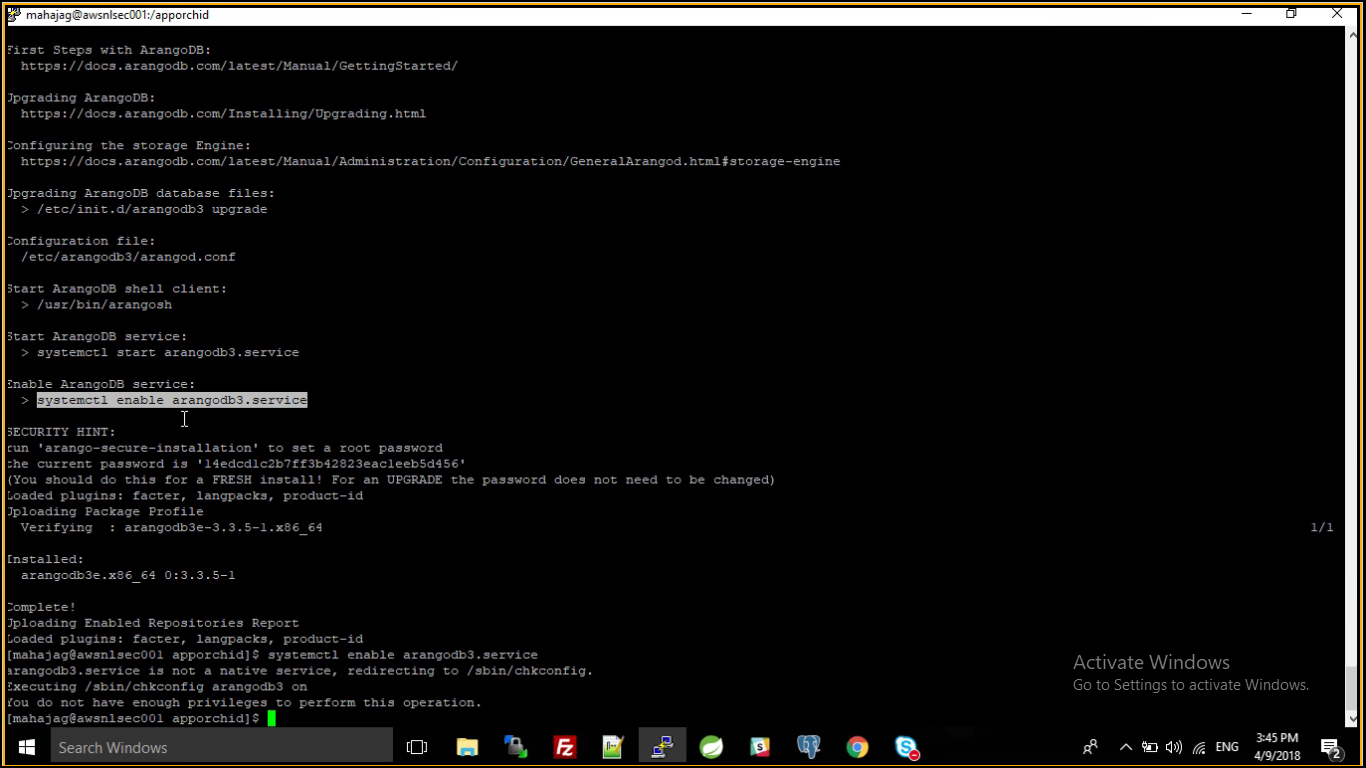 mahajag@awsnlsec001:/apporchid
First Steps with ArangoDB:
https://docs.arangodb.com/latest/Manual/GettingStarted/
Upgrading ArangoDB:
https://docs.arangodb.com/Installing/Upgrading.html
Configuring the storage Engine:
https://docs.arangodb.com/latest/Manual/Administration/Configuration/GeneralArangod.html#storage-engine
Upgrading ArangoDB database files:
> /etc/init.d/arangodb3 upgrade
Configuration file:
/etc/arangodb3/arangod.conf
Start ArangoDB shell client:
> /usr/bin/arangosh
Start ArangoDB service:
> systemctl start arangodb3.service
Enable ArangoDB service:
> systemctl enable arangodb3.service
SECURITY HINT:
run 'arango-secure-installation' to set a root password
the current password is '14edcd1c2b7ff3b42823eac1eeb5d456'
(You should do this for a FRESH install! For an UPGRADE the password does not need to be changed)
Loaded plugins: facter, langpacks, product-id
Uploading Package Profile
Verifying : arangodb3e-3.3.5-1.x86_64 1/1
Installed:
arangodb3e.x86_64 0:3.3.5-1
Complete!
Uploading Enabled Repositories Report
Loaded plugins: facter, langpacks, product-id
[mahajag@awsnlsec001 apporchid]$ systemctl enable arangodb3.service
arangodb3.service is not a native service, redirecting to /sbin/chkconfig.
Executing /sbin/chkconfig arangodb3 on
You do not have enough privileges to perform this operation.
[mahajag@awsnlsec001 apporchid]$
Activate Windows
Go to Settings to activate Windows.
Search Windows
ENG
3:45 PM
4/9/2018
2